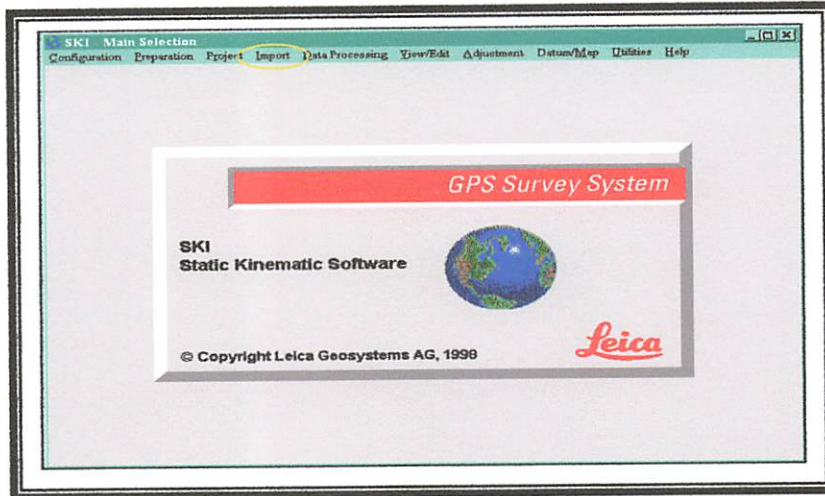 SKI Main Selection
Configuration Preparation Project Import Data Processing View/Edit Adjustment Datum/Map Utilities Help
GPS Survey System
SKI
Static Kinematic Software
© Copyright Leica Geosystems AG, 1998
Leica